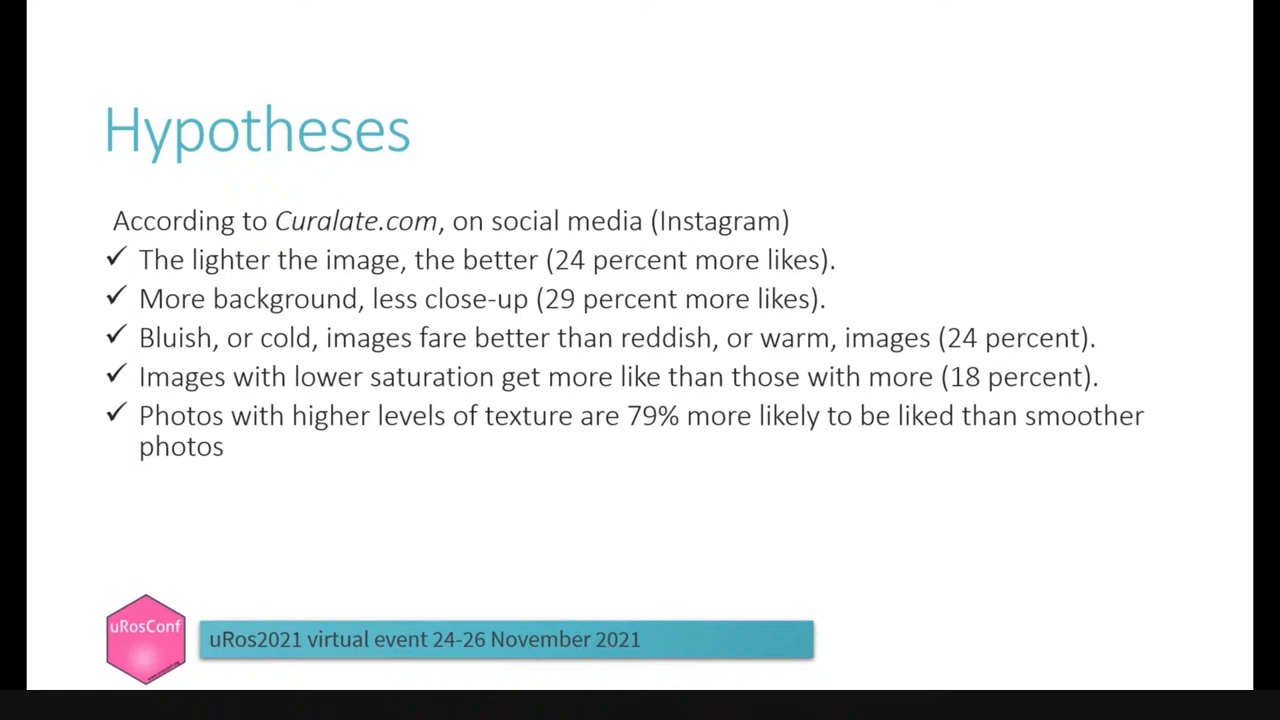 Hypotheses
According to Curalate.com, on social media (Instagram)
✓ The lighter the image, the better (24 percent more likes).
✓ More background, less close-up (29 percent more likes).
✓ Bluish, or cold, images fare better than reddish, or warm, images (24 percent).
✓ Images with lower saturation get more like than those with more (18 percent).
✓ Photos with higher levels of texture are 79% more likely to be liked than smoother
photos
uRosConf
uRos2021 virtual event 24-26 November 2021